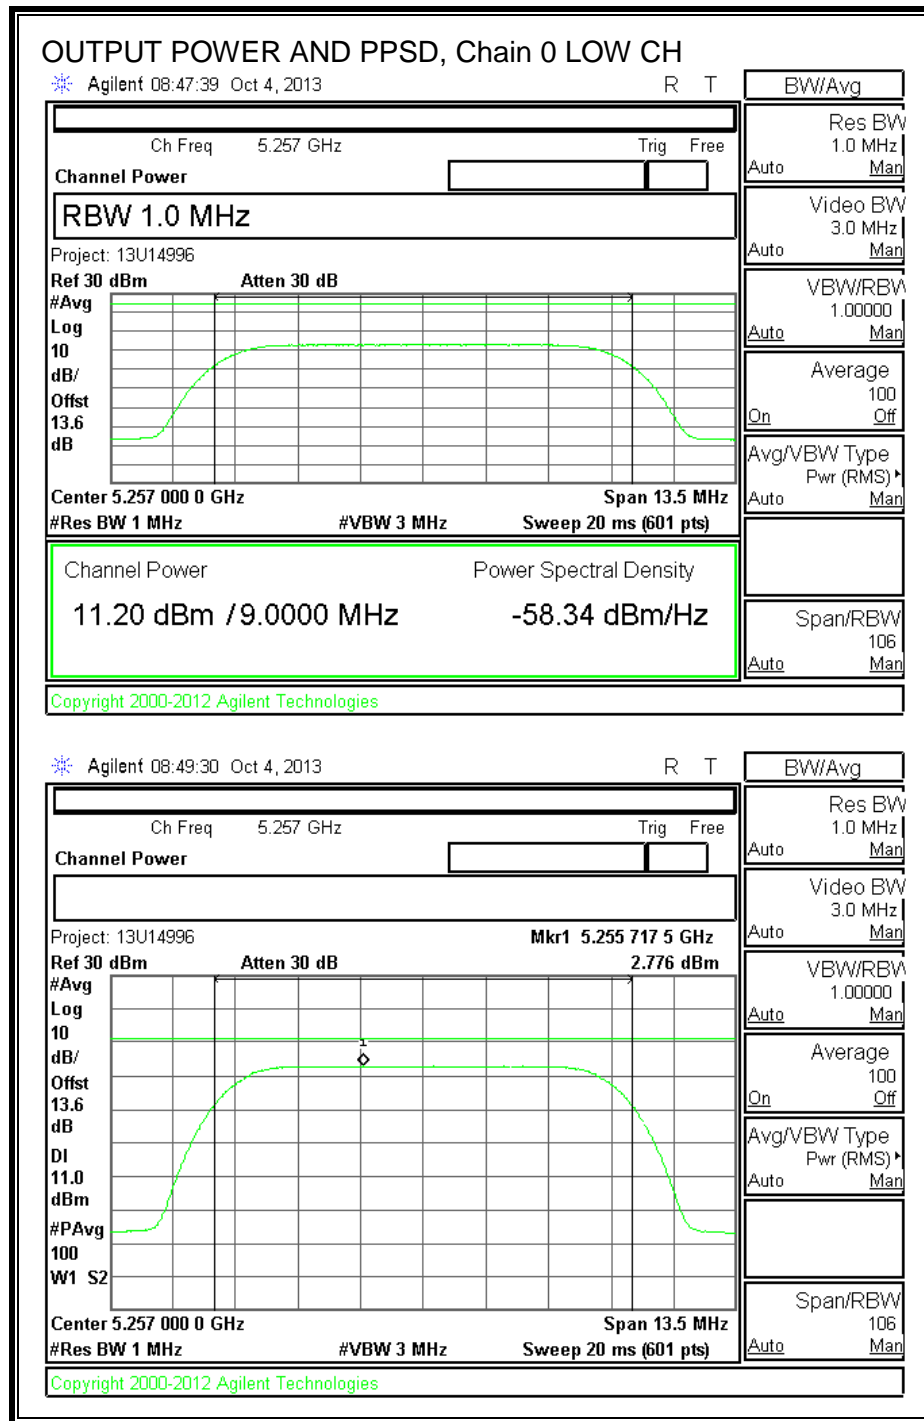 OUTPUT POWER AND PPSD, Chain 0 LOW CH
Agilent 08:47:39 Oct 4, 2013 R T
BW/Avg
Ch Freq 5.257 GHz Trig Free
Channel Power
RBW 1.0 MHz
Project: 13U14996
Ref 30 dBm Atten 30 dB
#Avg
Log
10
dB/
Offst
13.6
dB
Center 5.257 000 0 GHz Span 13.5 MHz
#Res BW 1 MHz #VBW 3 MHz Sweep 20 ms (601 pts)
Channel Power Power Spectral Density
11.20 dBm / 9.0000 MHz -58.34 dBm/Hz
Copyright 2000-2012 Agilent Technologies
Res BW
1.0 MHz
Auto Man
Video BW
3.0 MHz
Auto Man
VBW/RBW
1.00000
Auto Man
Average
100
On Off
Avg/VBW Type
Pwr (RMS)
Auto Man
Span/RBW
106
Auto Man
Agilent 08:49:30 Oct 4, 2013 R T
BW/Avg
Ch Freq 5.257 GHz Trig Free
Channel Power
Project: 13U14996 Mkr1 5.255 717 5 GHz
Ref 30 dBm Atten 30 dB 2.776 dBm
#Avg
Log
10
dB/
Offst
13.6
dB
DI
11.0
dBm
#PAvg
100
W1 S2
1
Center 5.257 000 0 GHz Span 13.5 MHz
#Res BW 1 MHz #VBW 3 MHz Sweep 20 ms (601 pts)
Copyright 2000-2012 Agilent Technologies
Res BW
1.0 MHz
Auto Man
Video BW
3.0 MHz
Auto Man
VBW/RBW
1.00000
Auto Man
Average
100
On Off
Avg/VBW Type
Pwr (RMS)
Auto Man
Span/RBW
106
Auto Man